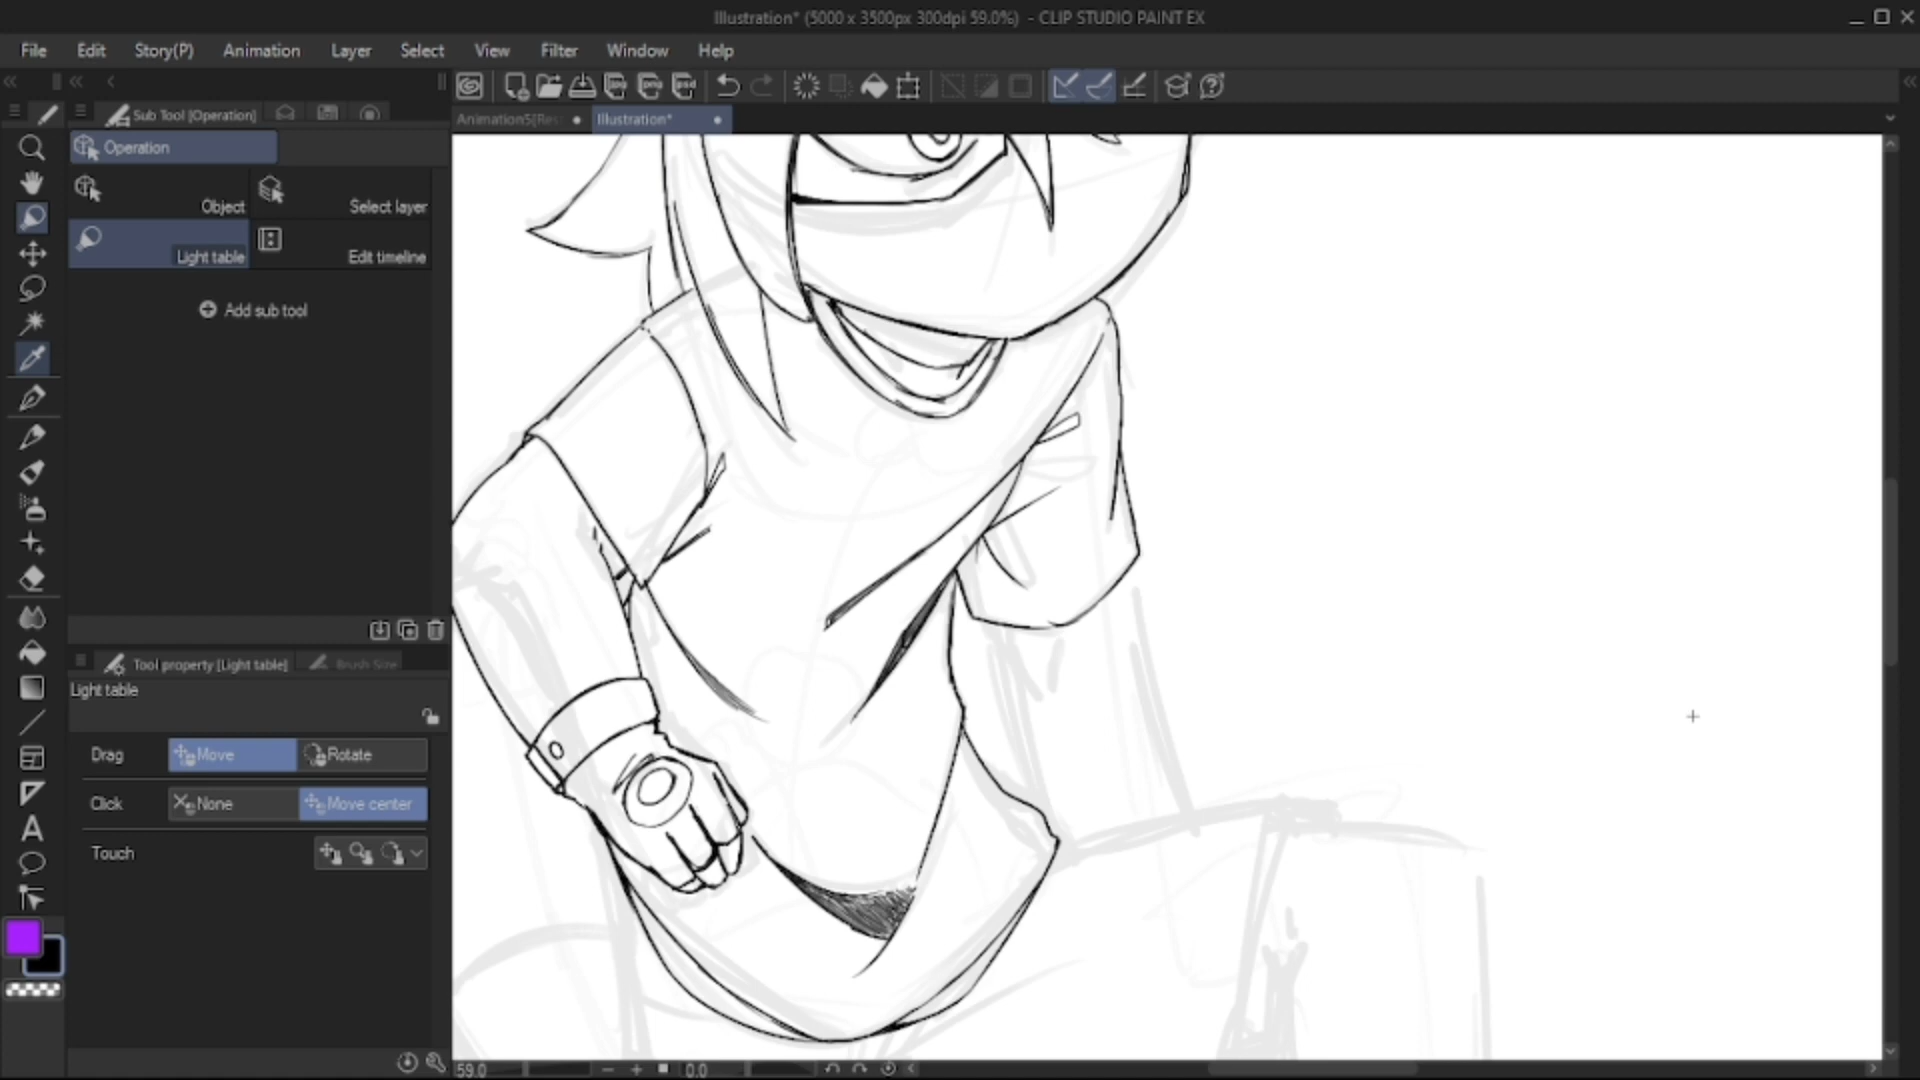 Illustration* (5000 x 3500px 300dpi 59.0%) - CLIP STUDIO PAINT EX
File Edit Story(P) Animation Layer Select View Filter Window Help
Sub Tool [Operation]
Animation5[Res
Illustration*
Operation
Object
Select layer
Light table
Edit timeline
Add sub tool
Tool property [Light table]
Brush Size
Light table
Drag Move Rotate
Click None Move center
Touch
59.0
0.0